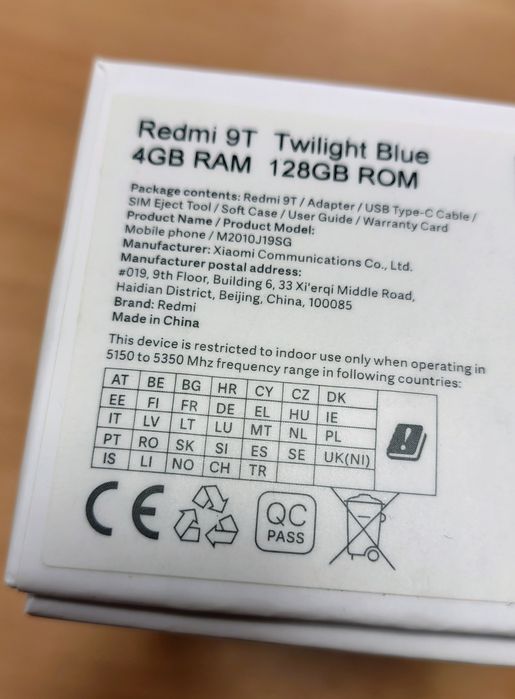 Redmi 9T Twilight Blue
4GB RAM 128GB ROM
Package contents: Redmi 9T / Adapter / USB Type-C Cable /
SIM Eject Tool / Soft Case / User Guide / Warranty Card
Product Name / Product Model:
Mobile phone / M2010J19SG
Manufacturer: Xiaomi Communications Co., Ltd.
Manufacturer postal address:
#019, 9th Floor, Building 6, 33 Xi'erqi Middle Road,
Haidian District, Beijing, China, 100085
Brand: Redmi
Made in China
This device is restricted to indoor use only when operating in
5150 to 5350 Mhz frequency range in following countries:
AT BE BG HR CY CZ DK
EE FI FR DE EL HU IE
IT LV LT LU MT NL PL
PT RO SK SI ES SE UK(NI)
IS LI NO CH TR
CE
QC
PASS